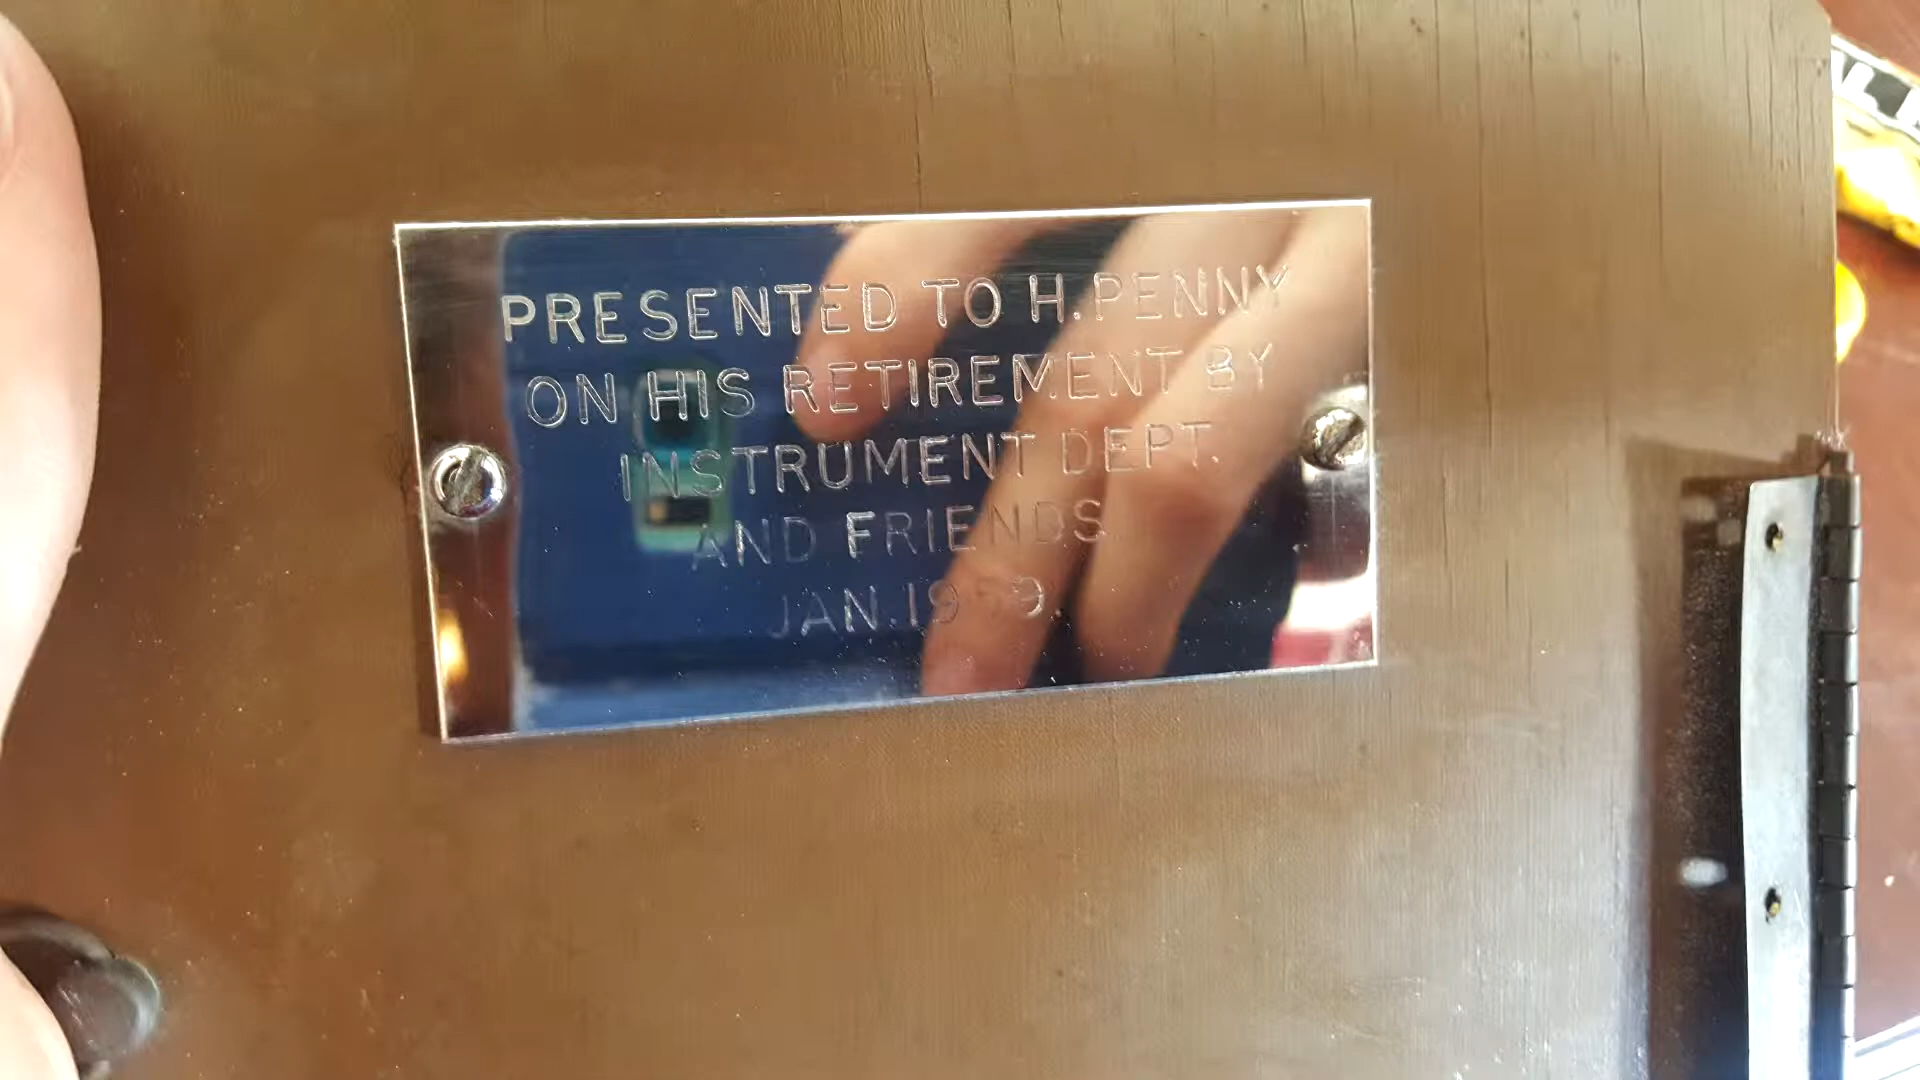 PRESENTED TO H.PENNY
ON HIS RETIREMENT BY
INSTRUMENT DEPT.
AND FRIENDS
JAN.